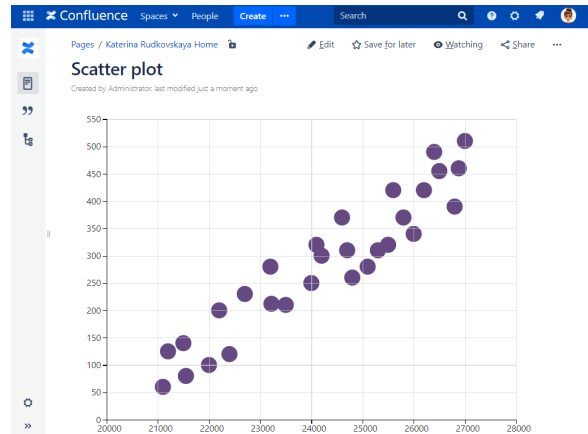 Confluence Spaces People Create ··· Search
Pages / Katerina Rudkovskaya Home Edit Save for later Watching Share ···
Scatter plot
Created by Administrator, last modified just a moment ago
550
500
450
400
350
300
250
200
150
100
50
0
20000 21000 22000 23000 24000 25000 26000 27000 28000